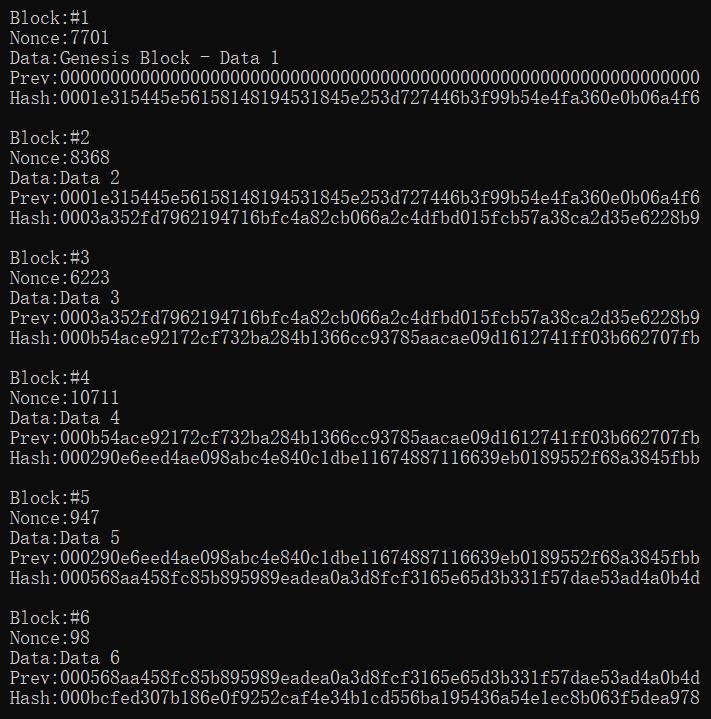 Block:#1
Nonce:7701
Data:Genesis Block - Data 1
Prev:0000000000000000000000000000000000000000000000000000000000000000
Hash:0001e315445e56158148194531845e253d727446b3f99b54e4fa360e0b06a4f6
Block:#2
Nonce:8368
Data:Data 2
Prev:0001e315445e56158148194531845e253d727446b3f99b54e4fa360e0b06a4f6
Hash:0003a352fd7962194716bfc4a82cb066a2c4dfbd015fcb57a38ca2d35e6228b9
Block:#3
Nonce:6223
Data:Data 3
Prev:0003a352fd7962194716bfc4a82cb066a2c4dfbd015fcb57a38ca2d35e6228b9
Hash:000b54ace92172cf732ba284b1366cc93785aacae09d1612741ff03b662707fb
Block:#4
Nonce:10711
Data:Data 4
Prev:000b54ace92172cf732ba284b1366cc93785aacae09d1612741ff03b662707fb
Hash:000290e6eed4ae098abc4e840c1dbe11674887116639eb0189552f68a3845fbb
Block:#5
Nonce:947
Data:Data 5
Prev:000290e6eed4ae098abc4e840c1dbe11674887116639eb0189552f68a3845fbb
Hash:000568aa458fc85b895989eadea0a3d8fcf3165e65d3b331f57dae53ad4a0b4d
Block:#6
Nonce:98
Data:Data 6
Prev:000568aa458fc85b895989eadea0a3d8fcf3165e65d3b331f57dae53ad4a0b4d
Hash:000bcfed307b186e0f9252caf4e34b1cd556ba195436a54e1ec8b063f5dea978